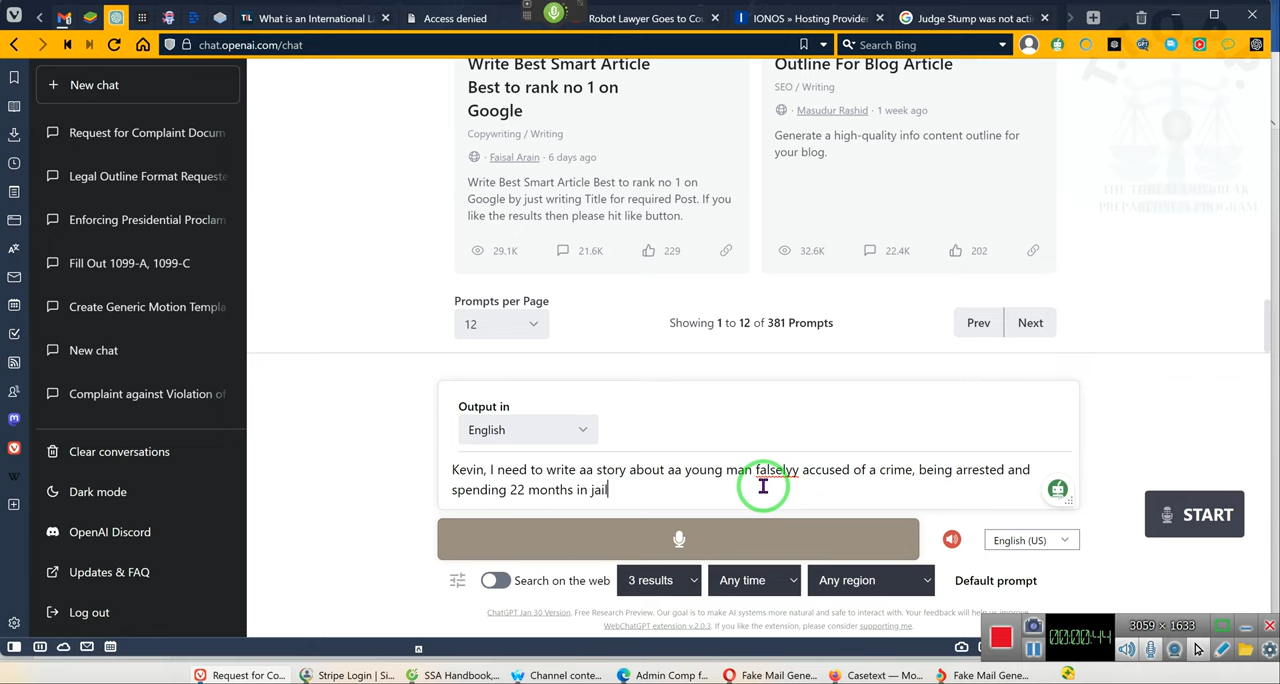 What is an International L
Access denied
Robot Lawyer Goes to Cou
IONOS » Hosting Provider
Judge Stump was not acti
chat.openai.com/chat
Search Bing
New chat
Request for Complaint Docum
Legal Outline Format Requeste
Enforcing Presidential Proclam
Fill Out 1099-A, 1099-C
Create Generic Motion Templa
New chat
Complaint against Violation of
Clear conversations
Dark mode
OpenAI Discord
Updates & FAQ
Log out
Write Best Smart Article
Best to rank no 1 on
Google
Copywriting / Writing
· Faisal Arain · 6 days ago
Write Best Smart Article Best to rank no 1 on
Google by just writing Title for required Post. If you
like the results then please hit like button.
29.1K 21.6K 229
Outline For Blog Article
SEO / Writing
· Masudur Rashid · 1 week ago
Generate a high-quality info content outline for
your blog.
32.6K 22.4K 202
THE THREAT OUTBREAK
PREPAREDNESS PROGRAM
Prompts per Page
12
Showing 1 to 12 of 381 Prompts
Prev Next
Output in
English
Kevin, I need to write aa story about aa young man falselyy accused of a crime, being arrested and
spending 22 months in jail
START
English (US)
Search on the web
3 results
Any time
Any region
Default prompt
ChatGPT Jan 30 Version. Free Research Preview. Our goal is to make AI systems more natural and safe to interact with. Your feedback will help us improve.
WebChatGPT extension v.2.0.3. If you like the extension, please consider supporting me.
00:00:44
3059 × 1633
Request for Co...
Stripe Login | Si...
SSA Handbook,...
Channel conte...
Admin Comp f...
Fake Mail Gene...
Casetext — Mo...
Fake Mail Gene...